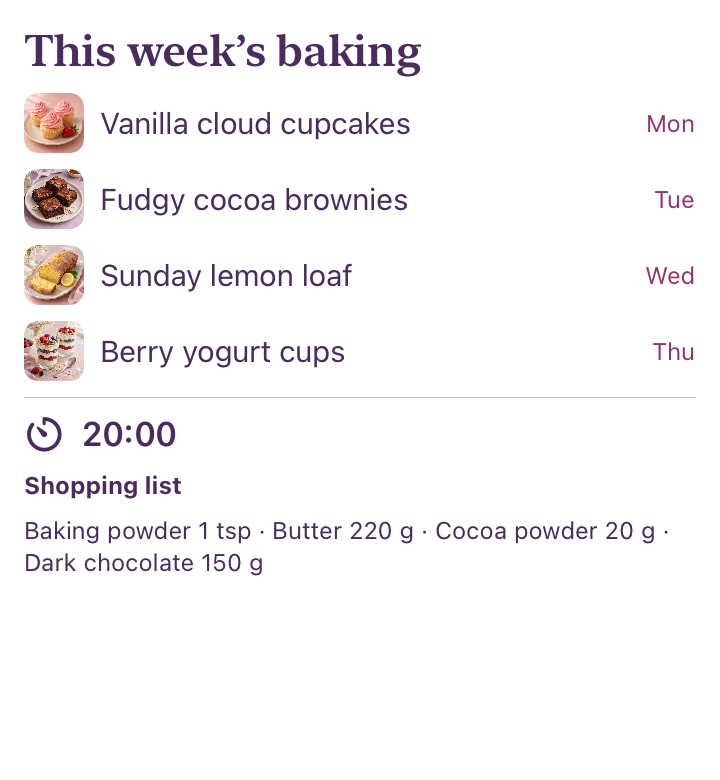 This week’s baking
Vanilla cloud cupcakes Mon
Fudgy cocoa brownies Tue
Sunday lemon loaf Wed
Berry yogurt cups Thu
20:00
Shopping list
Baking powder 1 tsp · Butter 220 g · Cocoa powder 20 g ·
Dark chocolate 150 g